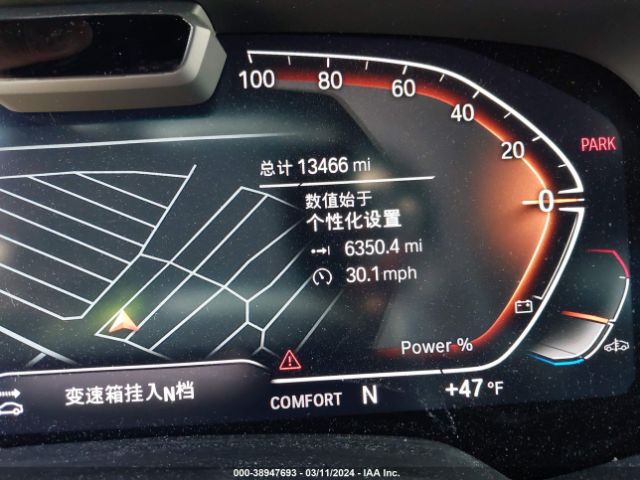 100 80 60 40 20 0
PARK
总计 13466 mi
数值始于
个性化设置
6350.4 mi
30.1 mph
Power %
变速箱挂入N档
COMFORT N +47 °F
000-38947693 - 03/11/2024 - IAA Inc.